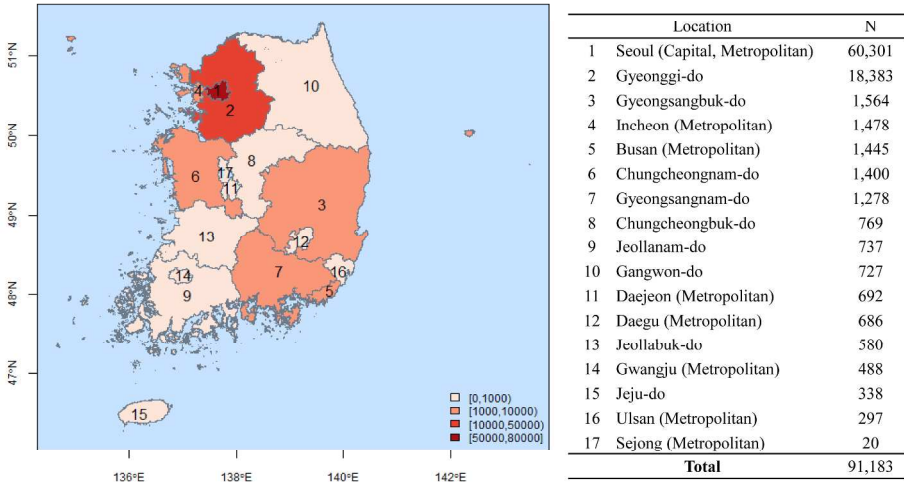 51°N
50°N
49°N
48°N
47°N
136°E
138°E
140°E
142°E
10
4
1
2
8
17
6
11
3
13
12
7
16
14
5
9
15
[0,1000)
[1000,10000)
[10000,50000)
[50000,80000]
Location N
1 Seoul (Capital, Metropolitan) 60,301
2 Gyeonggi-do 18,383
3 Gyeongsangbuk-do 1,564
4 Incheon (Metropolitan) 1,478
5 Busan (Metropolitan) 1,445
6 Chungcheongnam-do 1,400
7 Gyeongsangnam-do 1,278
8 Chungcheongbuk-do 769
9 Jeollanam-do 737
10 Gangwon-do 727
11 Daejeon (Metropolitan) 692
12 Daegu (Metropolitan) 686
13 Jeollabuk-do 580
14 Gwangju (Metropolitan) 488
15 Jeju-do 338
16 Ulsan (Metropolitan) 297
17 Sejong (Metropolitan) 20
Total 91,183